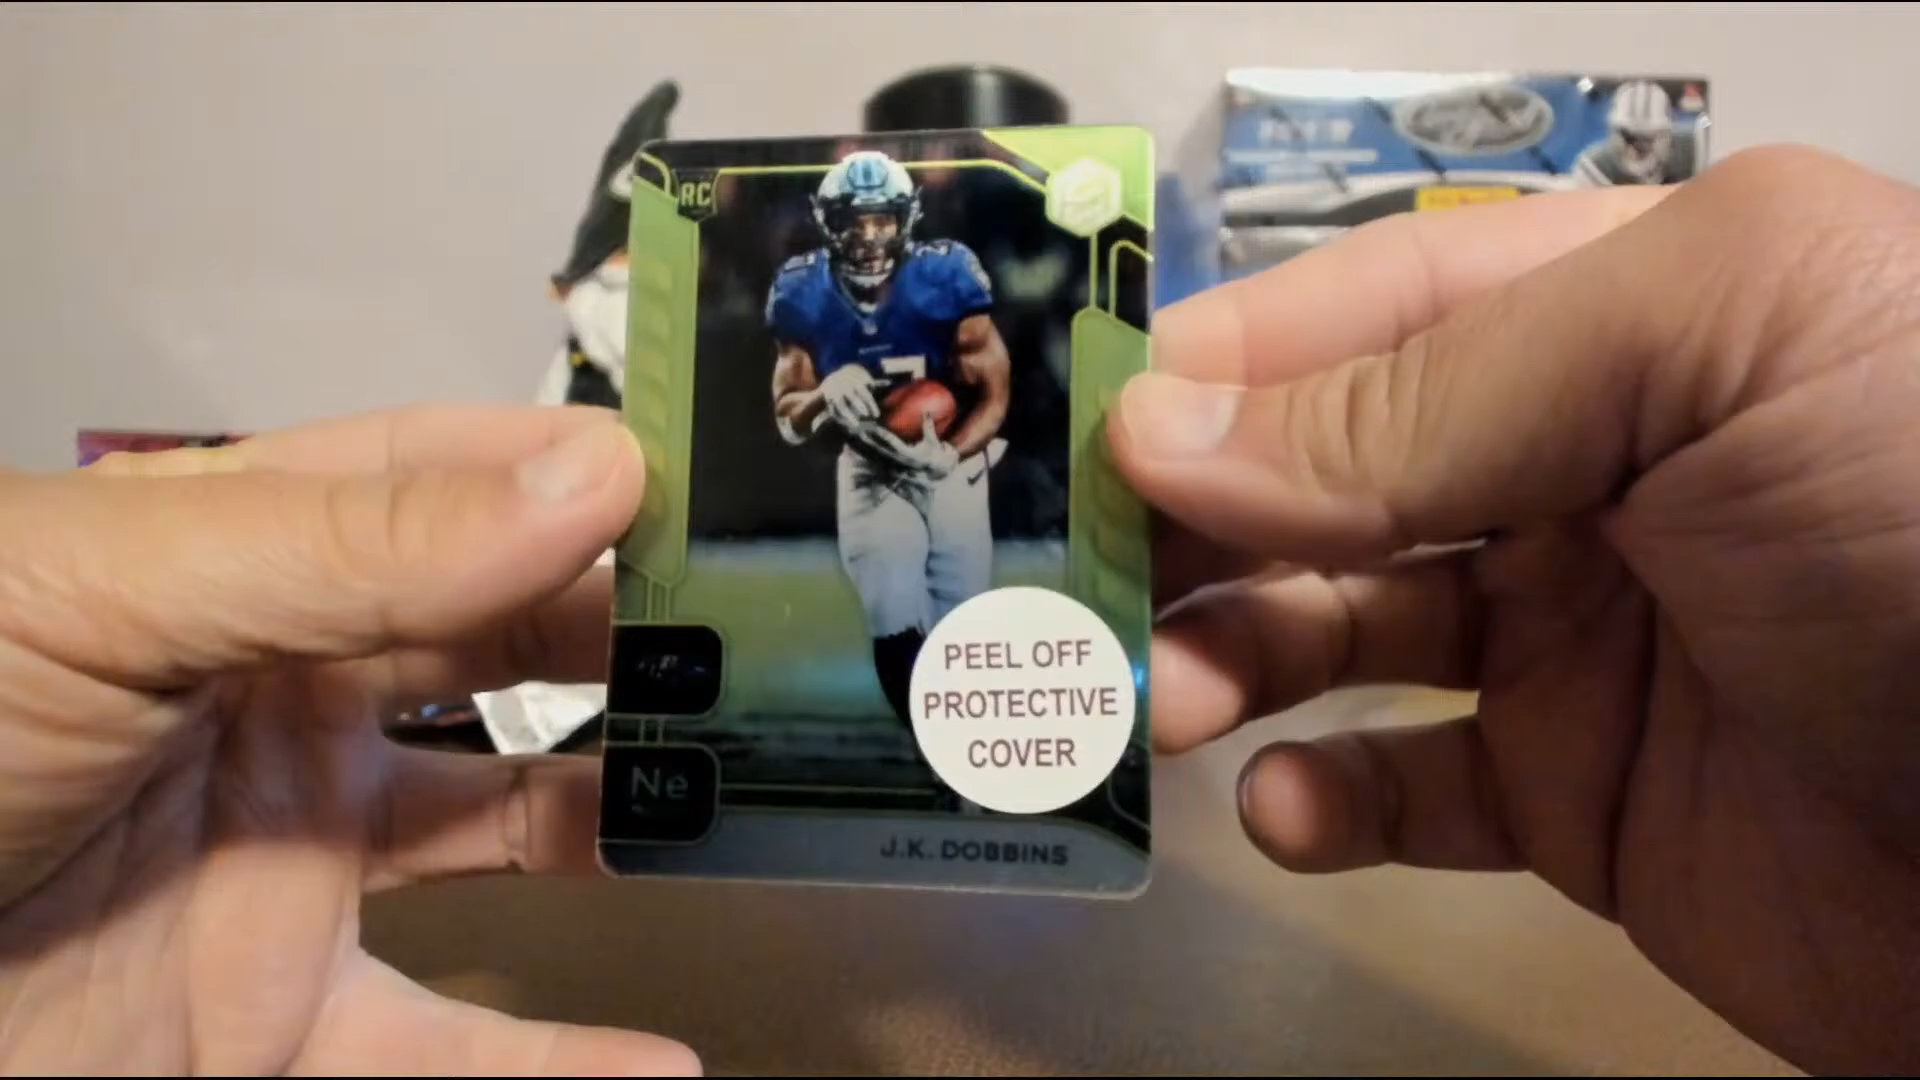 RC
PEEL OFF
PROTECTIVE
COVER
Ne
J.K. DOBBINS